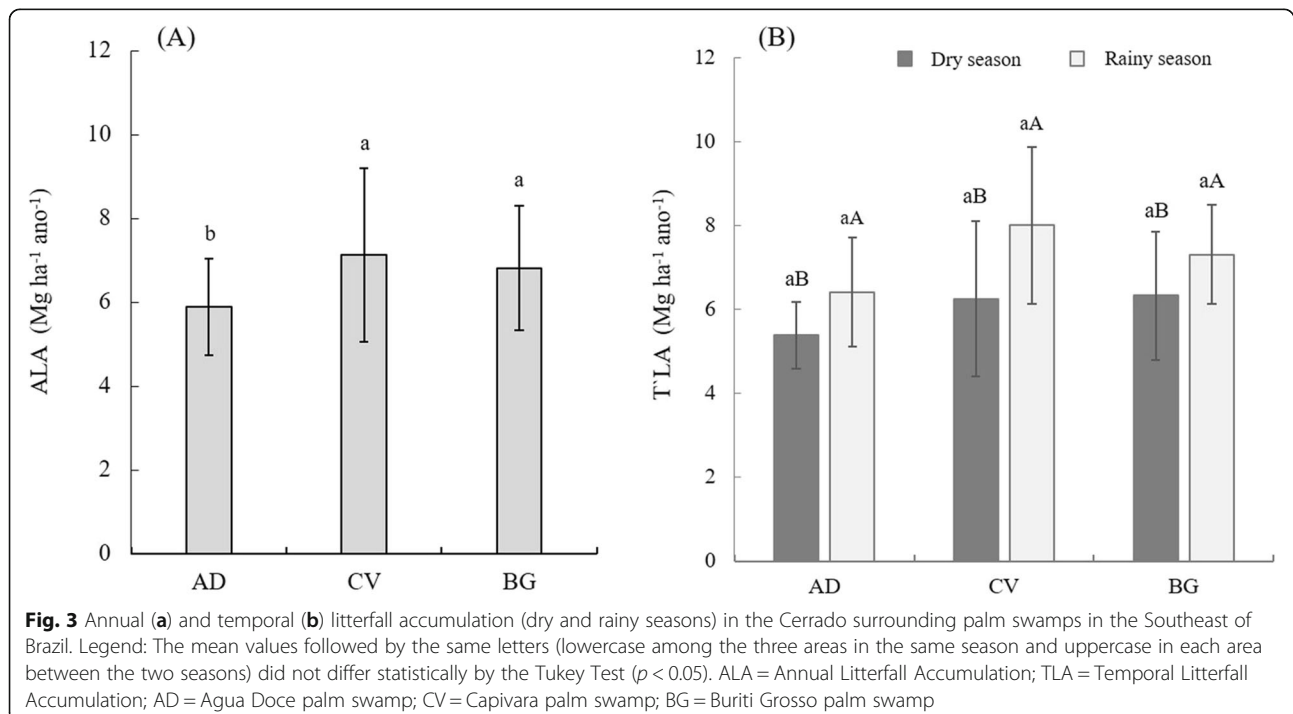 (A)
12
10
8
6
4
2
0
ALA (Mg ha⁻¹ ano⁻¹)
b
a
a
AD CV BG
(B)
Dry season Rainy season
12
10
8
6
4
2
0
T`LA (Mg ha⁻¹ ano⁻¹)
aB aA aB aA aB aA
AD CV BG
Fig. 3 Annual (a) and temporal (b) litterfall accumulation (dry and rainy seasons) in the Cerrado surrounding palm swamps in the Southeast of
Brazil. Legend: The mean values followed by the same letters (lowercase among the three areas in the same season and uppercase in each area
between the two seasons) did not differ statistically by the Tukey Test (p < 0.05). ALA = Annual Litterfall Accumulation; TLA = Temporal Litterfall
Accumulation; AD = Agua Doce palm swamp; CV = Capivara palm swamp; BG = Buriti Grosso palm swamp